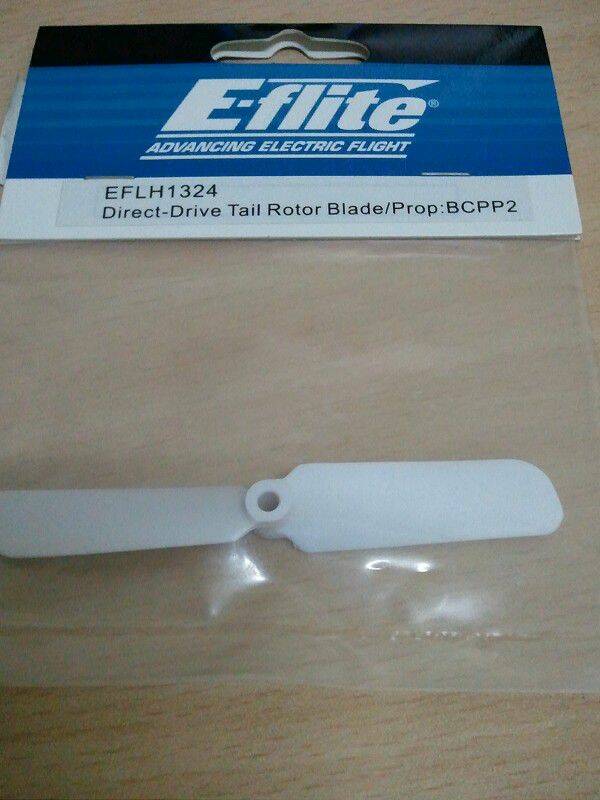 E-flite®
ADVANCING ELECTRIC FLIGHT
EFLH1324
Direct-Drive Tail Rotor Blade/Prop:BCPP2